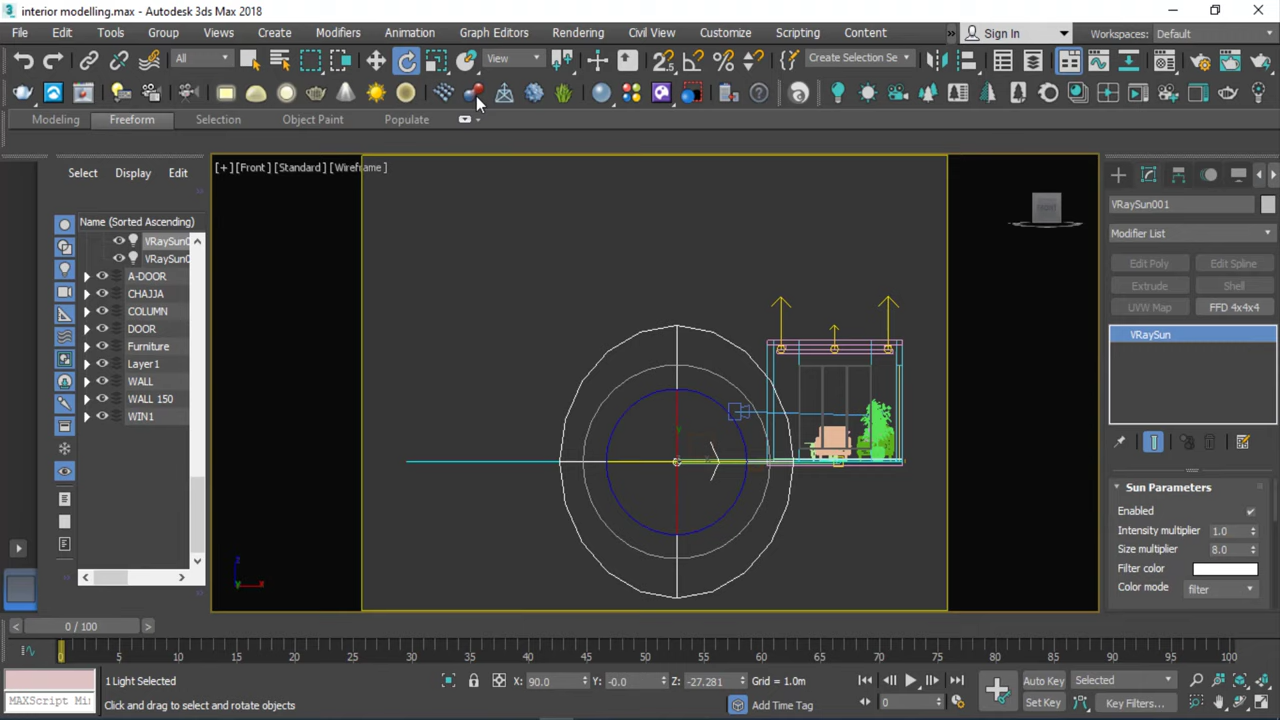 interior modelling.max - Autodesk 3ds Max 2018
File Edit Tools Group Views Create Modifiers Animation Graph Editors Rendering Civil View Customize Scripting Content » Sign In Workspaces: Default
All View Create Selection Se
Modeling Freeform Selection Object Paint Populate
[+] [Front] [Standard] [Wireframe]
Select Display Edit
Name (Sorted Ascending)
VRaySun0
VRaySun0
A-DOOR
CHAJJA
COLUMN
DOOR
Furniture
Layer1
WALL
WALL 150
WIN1
VRaySun001
Modifier List
Edit Poly Edit Spline
Extrude Shell
UVW Map FFD 4x4x4
VRaySun
Sun Parameters
Enabled
Intensity multiplier 1.0
Size multiplier 8.0
Filter color
Color mode filter
y
z
y x
< 0 / 100 >
0 5 10 15 20 25 30 35 40 45 50 55 60 65 70 75 80 85 90 95 100
1 Light Selected X: 90.0 Y: -0.0 Z: -27.281 Grid = 1.0m Auto Key Selected
MAXScript Mi Click and drag to select and rotate objects Add Time Tag 0 Set Key Key Filters...